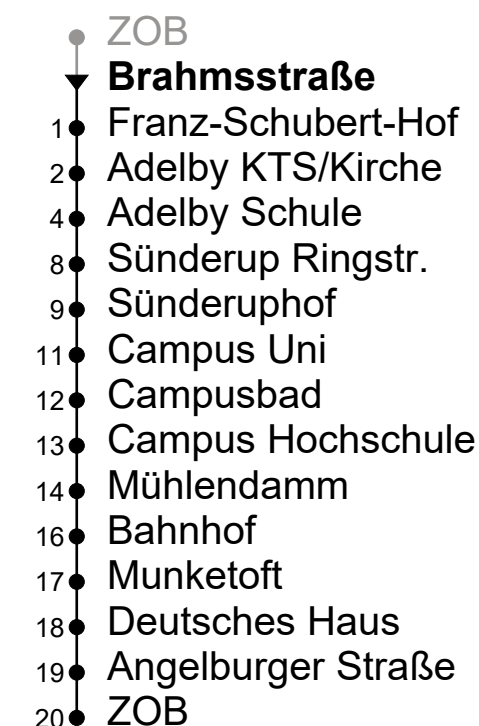 ZOB
Brahmsstraße
1 Franz-Schubert-Hof
2 Adelby KTS/Kirche
4 Adelby Schule
8 Sünderup Ringstr.
9 Sünderuphof
11 Campus Uni
12 Campusbad
13 Campus Hochschule
14 Mühlendamm
16 Bahnhof
17 Munketoft
18 Deutsches Haus
19 Angelburger Straße
20 ZOB